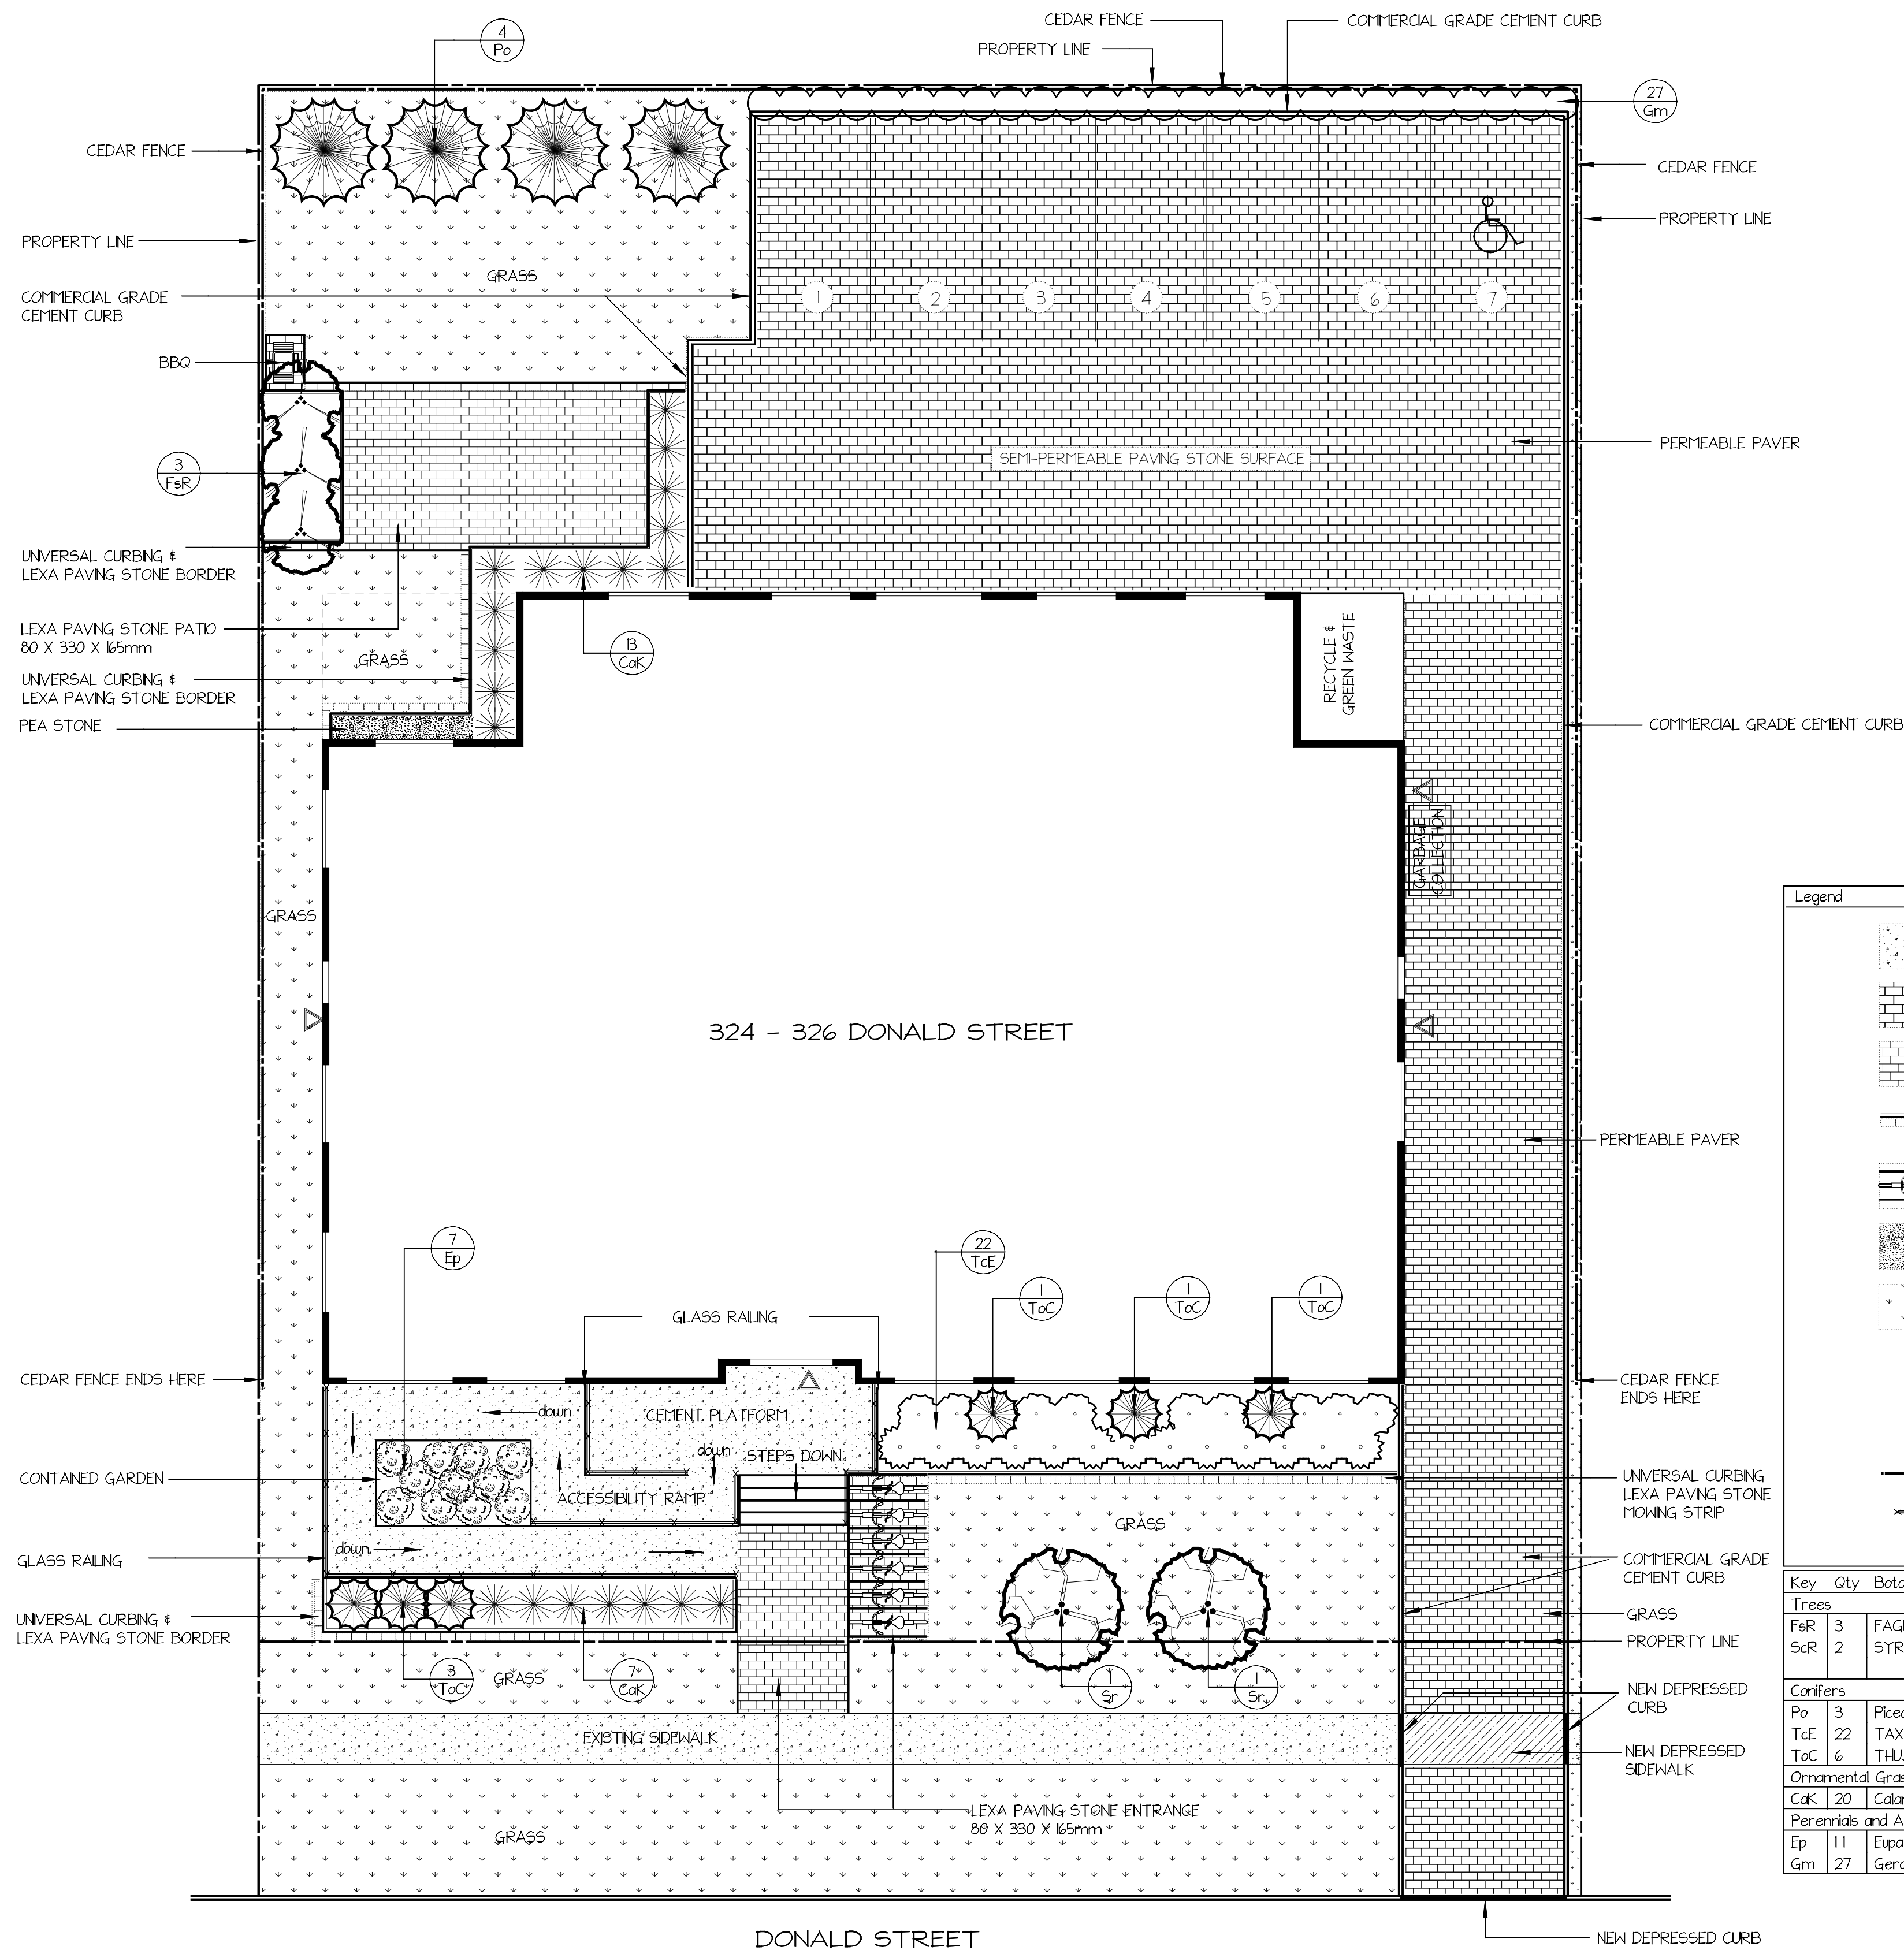 4
Po
CEDAR FENCE
COMMERCIAL GRADE CEMENT CURB
PROPERTY LINE
27
Gm
CEDAR FENCE
CEDAR FENCE
PROPERTY LINE
PROPERTY LINE
GRASS
COMMERCIAL GRADE
CEMENT CURB
1
2
3
4
5
6
7
BBQ
PERMEABLE PAVER
SEMI-PERMEABLE PAVING STONE SURFACE
3
FsR
UNIVERSAL CURBING &
LEXA PAVING STONE BORDER
LEXA PAVING STONE PATIO
80 X 330 X 165mm
13
CaK
GRASS
RECYCLE &
GREEN WASTE
UNIVERSAL CURBING &
LEXA PAVING STONE BORDER
PEA STONE
COMMERCIAL GRADE CEMENT CURB
GARBAGE
COLLECTION
Legend
GRASS
324 - 326 DONALD STREET
PERMEABLE PAVER
7
Ep
22
TcE
1
ToC
1
ToC
1
ToC
GLASS RAILING
CEDAR FENCE ENDS HERE
CEDAR FENCE
ENDS HERE
down
CEMENT PLATFORM
down
STEPS DOWN
CONTAINED GARDEN
ACCESSIBILITY RAMP
UNIVERSAL CURBING
LEXA PAVING STONE
MOWING STRIP
GRASS
down
GLASS RAILING
COMMERCIAL GRADE
CEMENT CURB
UNIVERSAL CURBING &
LEXA PAVING STONE BORDER
GRASS
PROPERTY LINE
3
ToC
GRASS
7
CaK
1
Sr
1
Sr
NEW DEPRESSED
CURB
EXISTING SIDEWALK
NEW DEPRESSED
SIDEWALK
LEXA PAVING STONE ENTRANCE
80 X 330 X 165mm
GRASS
DONALD STREET
NEW DEPRESSED CURB
Key Qty Bota
Trees
FsR 3 FAGU
ScR 2 SYR
Conifers
Po 3 Picea
TcE 22 TAX
ToC 6 THU
Ornamental Gras
CaK 20 Calam
Perennials and A
Ep 11 Eupa
Gm 27 Gera